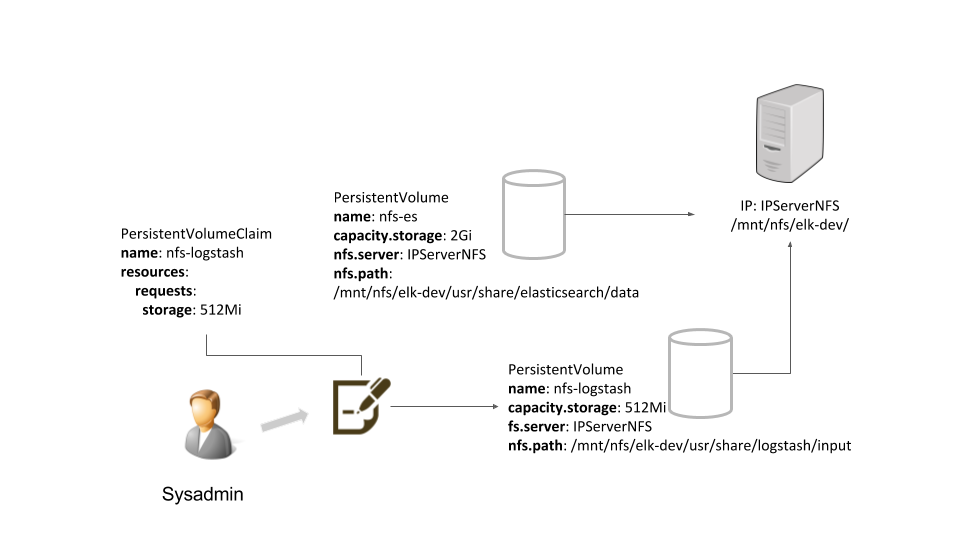 IP: IPServerNFS
/mnt/nfs/elk-dev/
PersistentVolume
name: nfs-es
capacity.storage: 2Gi
nfs.server: IPServerNFS
nfs.path:
/mnt/nfs/elk-dev/usr/share/elasticsearch/data
PersistentVolumeClaim
name: nfs-logstash
resources:
requests:
storage: 512Mi
PersistentVolume
name: nfs-logstash
capacity.storage: 512Mi
fs.server: IPServerNFS
nfs.path: /mnt/nfs/elk-dev/usr/share/logstash/input
Sysadmin